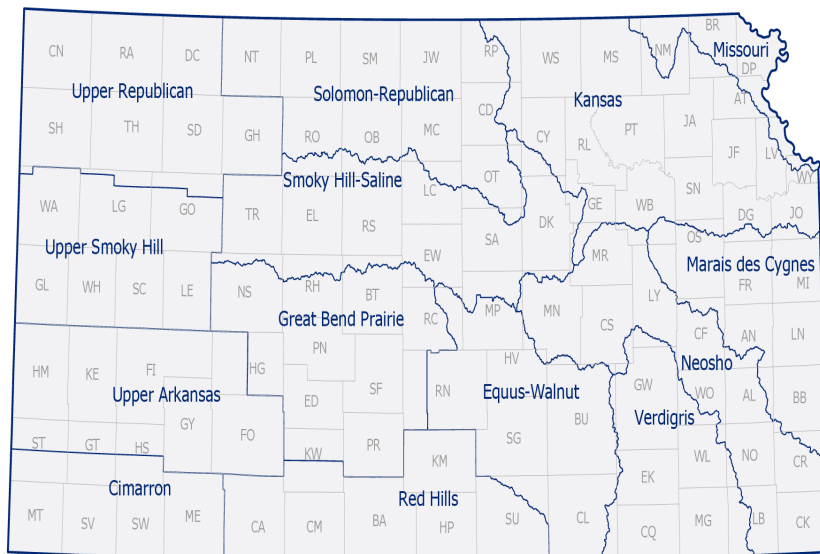 BR
CN RA DC NT PL SM JW RP WS MS NM Missouri
DP
Upper Republican Solomon-Republican Kansas AT
CD
SH TH SD GH RO OB MC CY RL PT JA
JF LV
Smoky Hill-Saline OT WY
LC SN
WA LG GO TR EL RS GE WB DG JO
DK
Upper Smoky Hill SA OS
EW MR Marais des Cygnes
GL WH SC LE NS RH BT LY FR MI
Great Bend Prairie RC MP MN CS
CF AN LN
HM KE FI HG PN HV Neosho
Upper Arkansas ED SF RN Equus-Walnut GW WO AL BB
GY FO BU Verdigris
ST GT HS KW PR SG
KM EK WL NO CR
Cimarron Red Hills
MT SV SW ME CA CM BA HP SU CL CQ MG LB CK